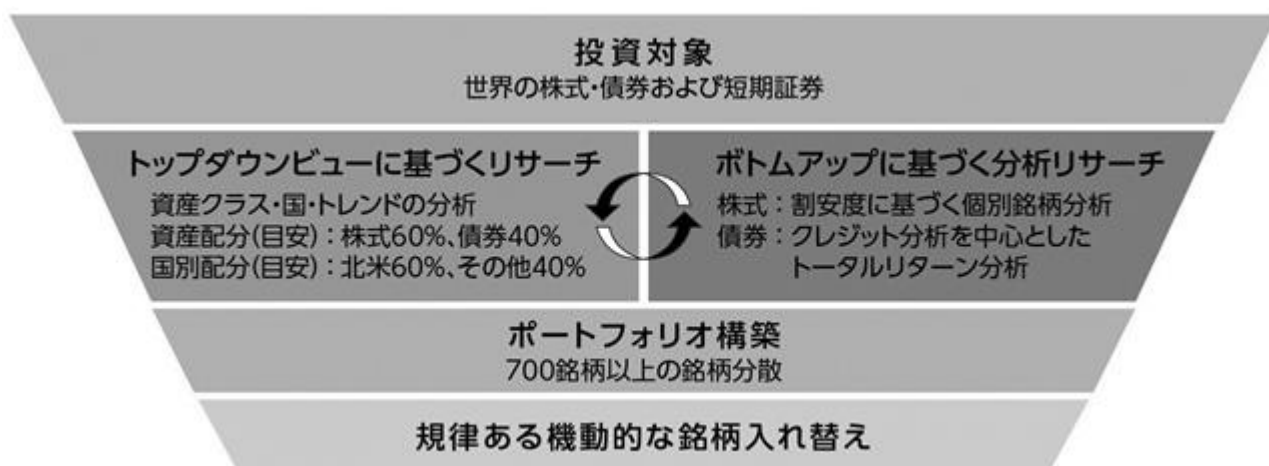 投資対象
世界の株式・債券および短期証券
トップダウンビューに基づくリサーチ
資産クラス・国・トレンドの分析
資産配分(目安)：株式60%、債券40%
国別配分(目安)：北米60%、その他40%
ボトムアップに基づく分析リサーチ
株式：割安度に基づく個別銘柄分析
債券：クレジット分析を中心とした
トータルリターン分析
ポートフォリオ構築
700銘柄以上の銘柄分散
規律ある機動的な銘柄入れ替え